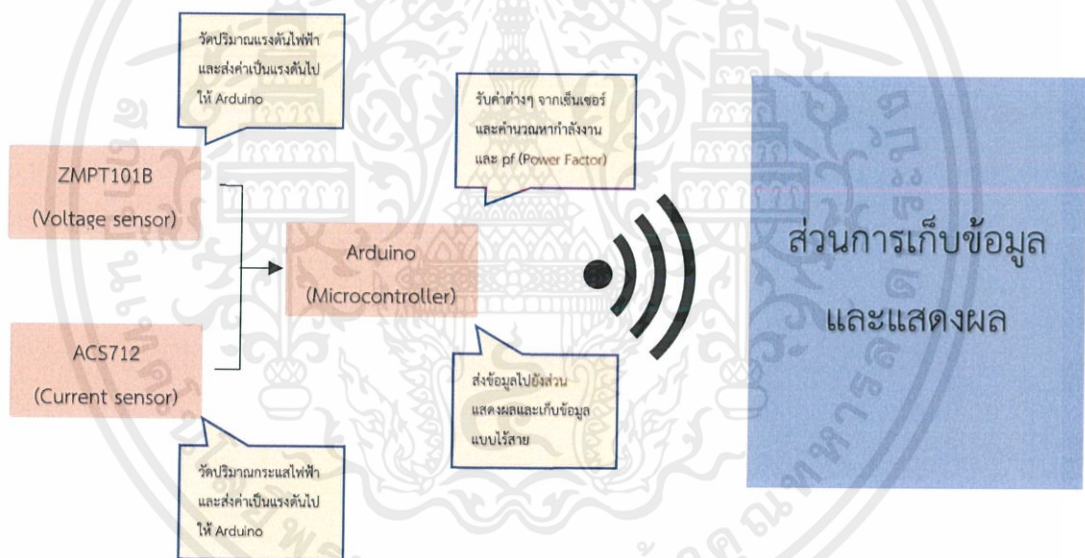 วัดปริมาณแรงดันไฟฟ้า
และส่งค่าเป็นแรงดันไป
ให้ Arduino
ZMPT101B
(Voltage sensor)
รับค่าต่างๆ จากเซ็นเซอร์
และคำนวณหากำลังงาน
และ pf (Power Factor)
Arduino
(Microcontroller)
ส่วนการเก็บข้อมูล
และแสดงผล
ACS712
(Current sensor)
ส่งข้อมูลไปยังส่วน
แสดงผลและเก็บข้อมูล
แบบไร้สาย
วัดปริมาณกระแสไฟฟ้า
และส่งค่าเป็นแรงดันไป
ให้ Arduino